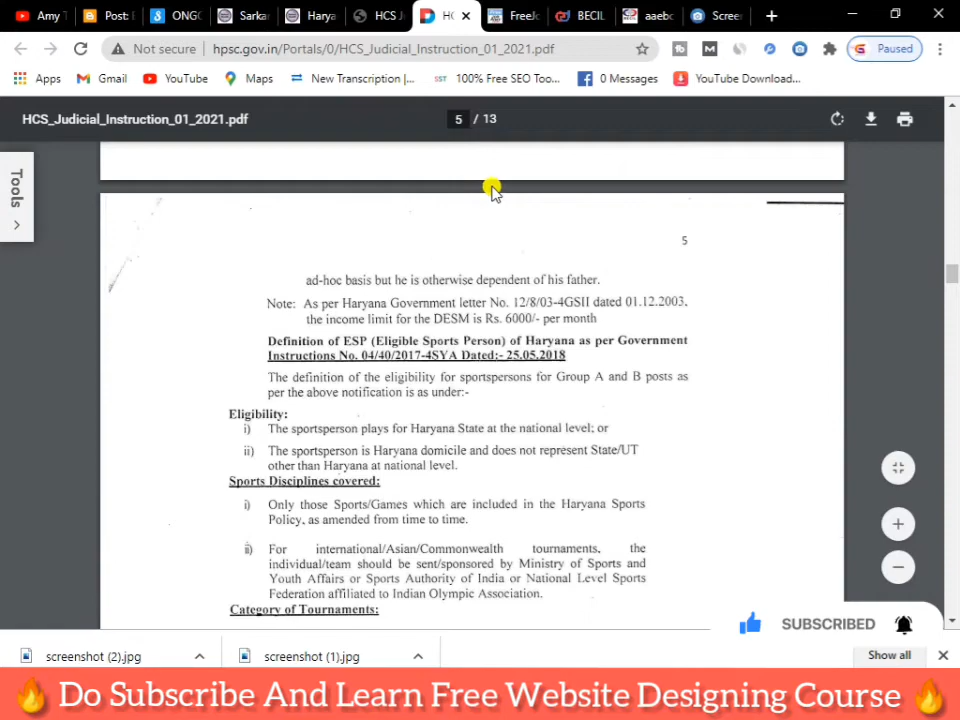 Amy T
Post: E
ONGC
Sarkar
Harya
HCS J
HC
FreeJo
BECIL
aaebc
Scree
Not secure hpsc.gov.in/Portals/0/HCS_Judicial_Instruction_01_2021.pdf
Paused
Apps Gmail YouTube Maps New Transcription |... SST 100% Free SEO Too... 0 Messages YouTube Download...
HCS_Judicial_Instruction_01_2021.pdf
5 / 13
Tools
5
ad-hoc basis but he is otherwise dependent of his father.
Note: As per Haryana Government letter No. 12/8/03-4GSII dated 01.12.2003,
the income limit for the DESM is Rs. 6000/- per month
Definition of ESP (Eligible Sports Person) of Haryana as per Government
Instructions No. 04/40/2017-4SYA Dated:- 25.05.2018
The definition of the eligibility for sportspersons for Group A and B posts as
per the above notification is as under:-
Eligibility:
i) The sportsperson plays for Haryana State at the national level; or
ii) The sportsperson is Haryana domicile and does not represent State/UT
other than Haryana at national level.
Sports Disciplines covered:
i) Only those Sports/Games which are included in the Haryana Sports
Policy, as amended from time to time.
ii) For international/Asian/Commonwealth tournaments, the
individual/team should be sent/sponsored by Ministry of Sports and
Youth Affairs or Sports Authority of India or National Level Sports
Federation affiliated to Indian Olympic Association.
Category of Tournaments:
SUBSCRIBED
screenshot (2).jpg
screenshot (1).jpg
Show all
Do Subscribe And Learn Free Website Designing Course